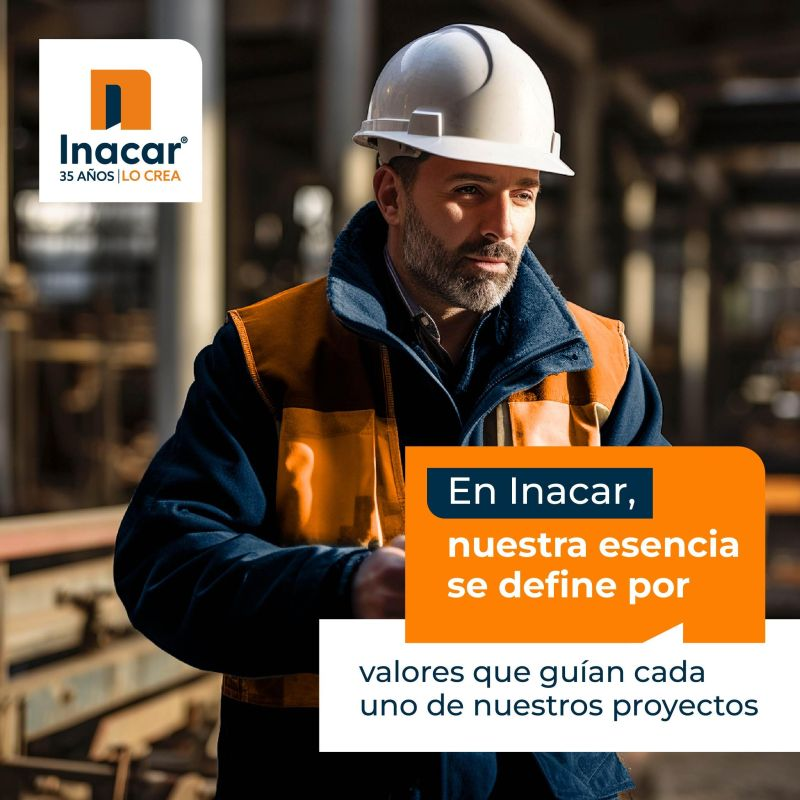 Inacar®
35 AÑOS | LO CREA
En Inacar,
nuestra esencia
se define por
valores que guían cada
uno de nuestros proyectos